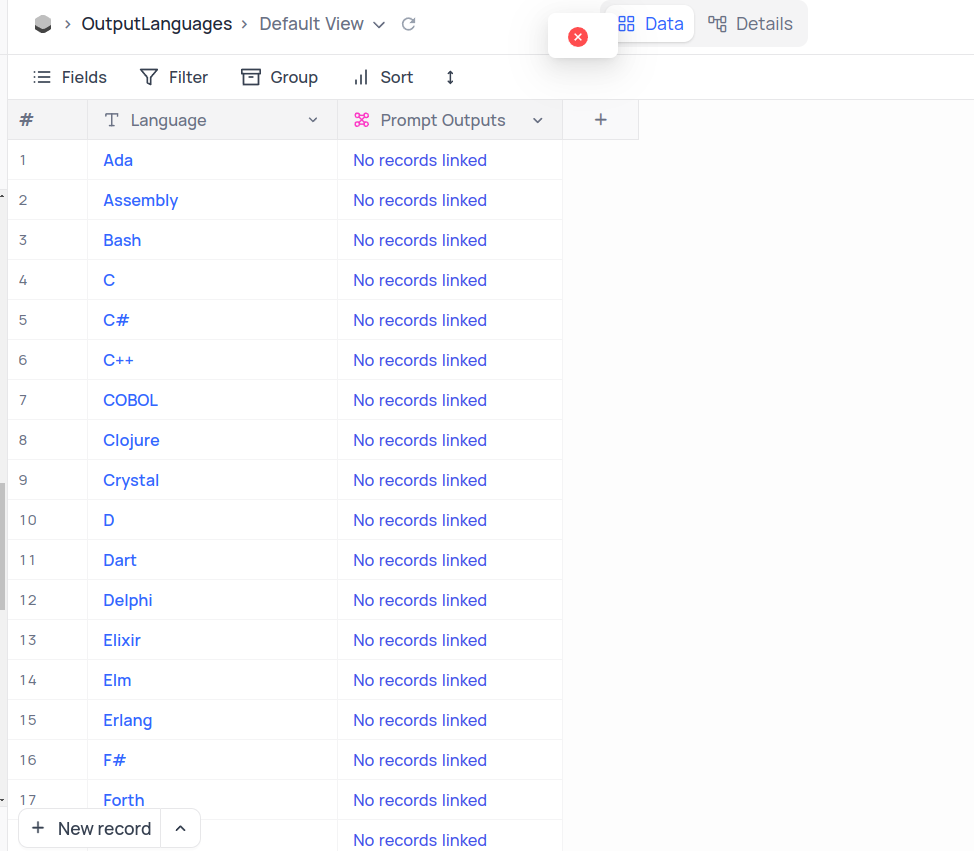 OutputLanguages Default View Data Details
Fields Filter Group Sort
# Language Prompt Outputs +
1 Ada No records linked
2 Assembly No records linked
3 Bash No records linked
4 C No records linked
5 C# No records linked
6 C++ No records linked
7 COBOL No records linked
8 Clojure No records linked
9 Crystal No records linked
10 D No records linked
11 Dart No records linked
12 Delphi No records linked
13 Elixir No records linked
14 Elm No records linked
15 Erlang No records linked
16 F# No records linked
17 Forth No records linked
+ New record
No records linked